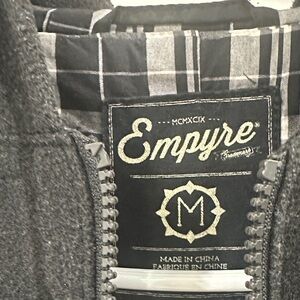 MCMXCIX
Empyre
M
MADE IN CHINA
FABRIQUÉ EN CHINE